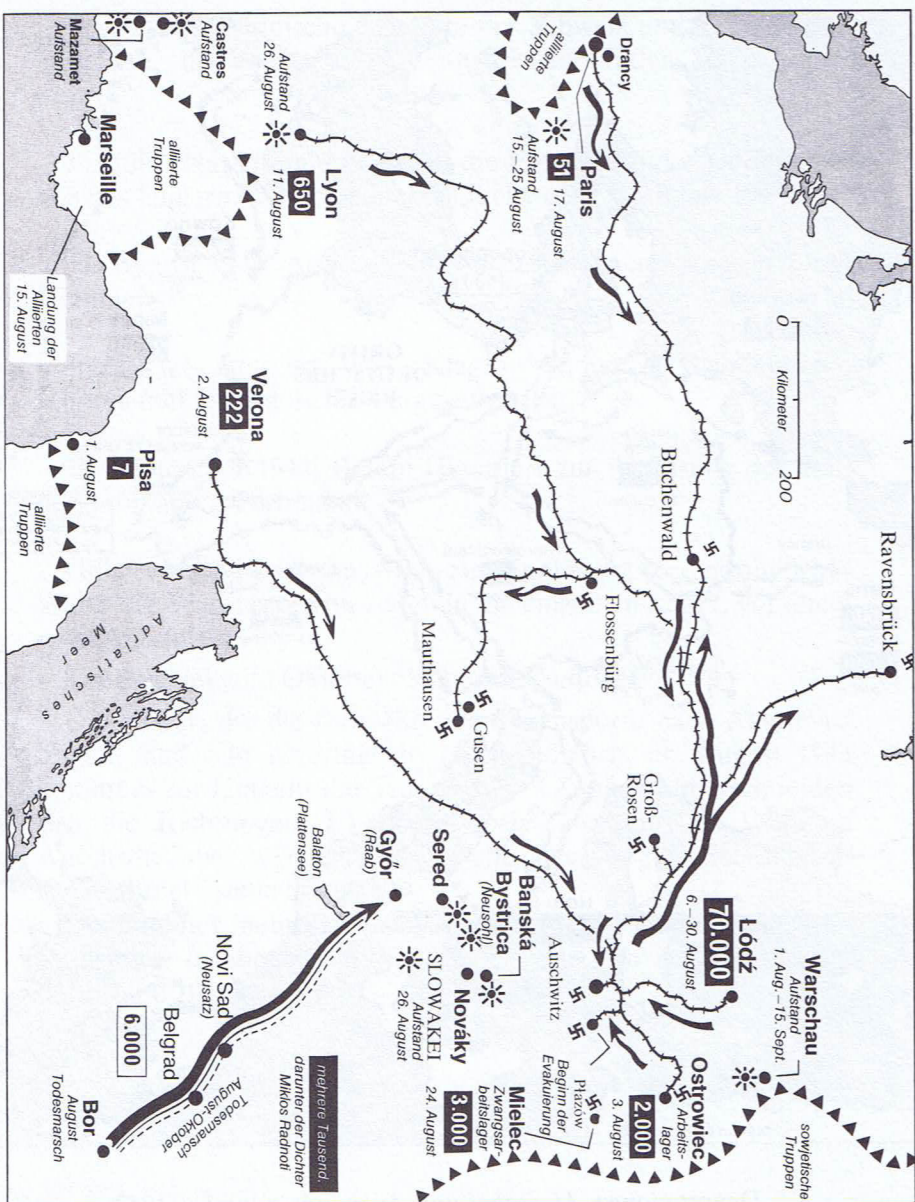 Mazamet
Aufstand
Castres
Aufstand
Aufstand
26. August
Drancy
alliierte
Truppen
Marseille
alliierte
Truppen
Lyon
650
11. August
Paris
51
17. August
Aufstand
15.–25 August
Landung der
Alliierten
15. August
Verona
222
2. August
Pisa
7
1. August
alliierte
Truppen
0
200
Kilometer
Buchenwald
Ravensbrück
Adriatisches
Meer
Flossenbürg
Mauthausen
Gusen
Groß-
Rosen
Balaton
(Plattensee)
Győr
(Raab)
Sered
Banská
Bystrica
(Neusohl)
Auschwitz
Łódź
70.000
6.–30. August
Warschau
Aufstand
1. Aug.–15. Sept.
Nováky
SLOWAKEI
Aufstand
26. August
Novi Sad
(Neusatz)
Belgrad
6.000
Todesmarsch
August-Oktober
mehrere Tausend,
darunter der Dichter
Miklos Radnoti
Mielec
Zwangsar-
beitslager
3.000
24. August
Płazów
Beginn der
Evakuierung
Ostrowiec
Arbeits-
lager
2.000
3. August
sowjetische
Truppen
Bor
August
Todesmarsch